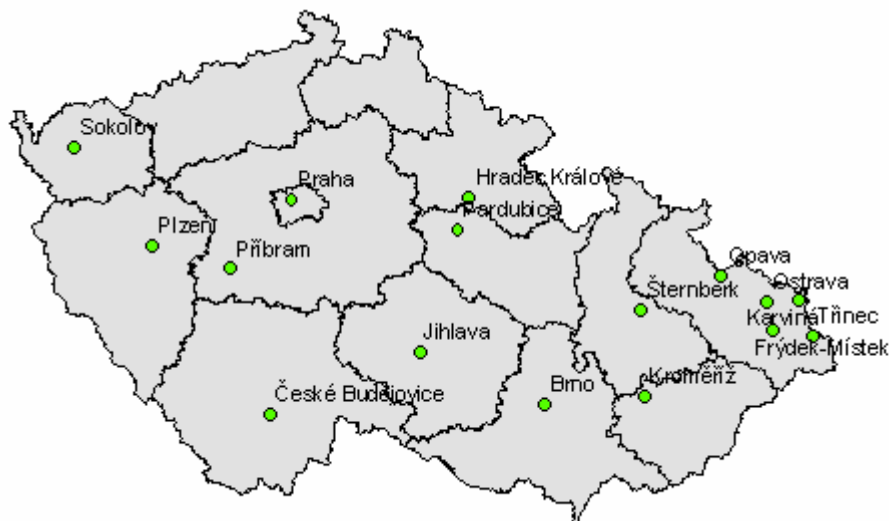 Sokolov
Praha
Hradec Králové
Pardubice
Plzeň
Příbram
Opava
Ostrava
Šternberk
Karviná
Třinec
Jihlava
Frýdek-Místek
Kroměříž
České Budějovice
Brno